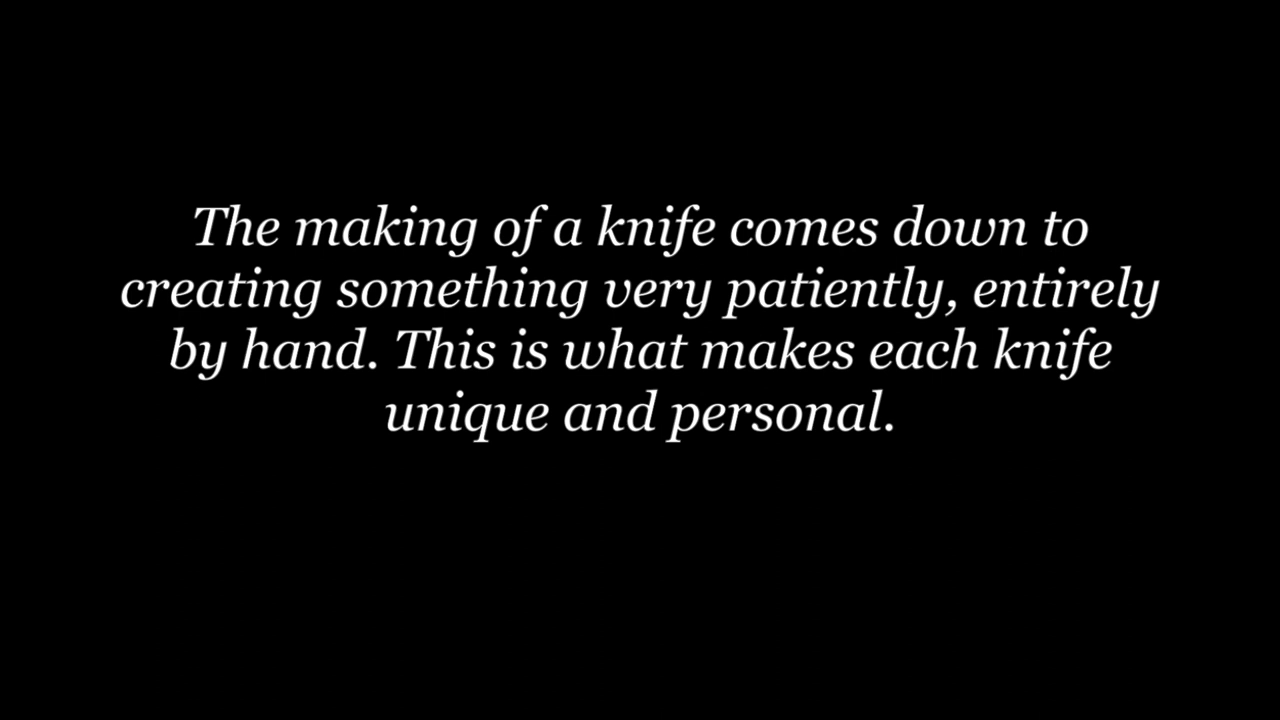 The making of a knife comes down to
creating something very patiently, entirely
by hand. This is what makes each knife
unique and personal.